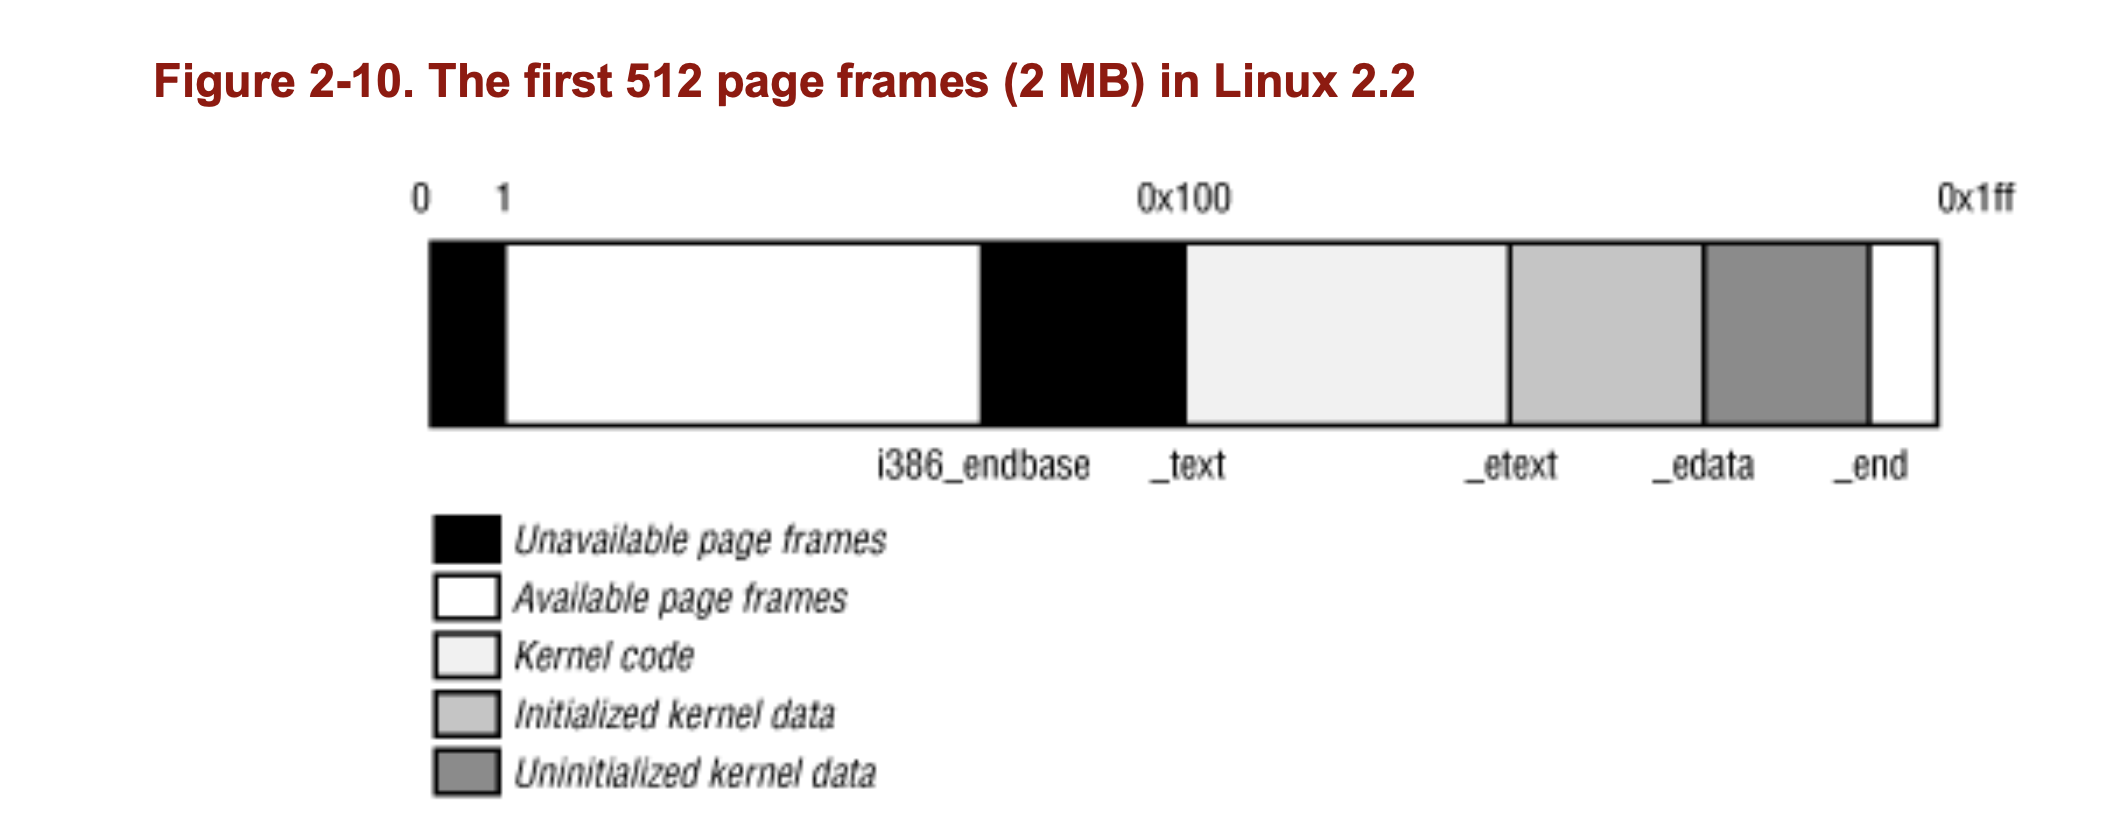 Figure 2-10. The first 512 page frames (2 MB) in Linux 2.2
0 1 0x100 0x1ff
i386_endbase _text _etext _edata _end
Unavailable page frames
Available page frames
Kernel code
Initialized kernel data
Uninitialized kernel data